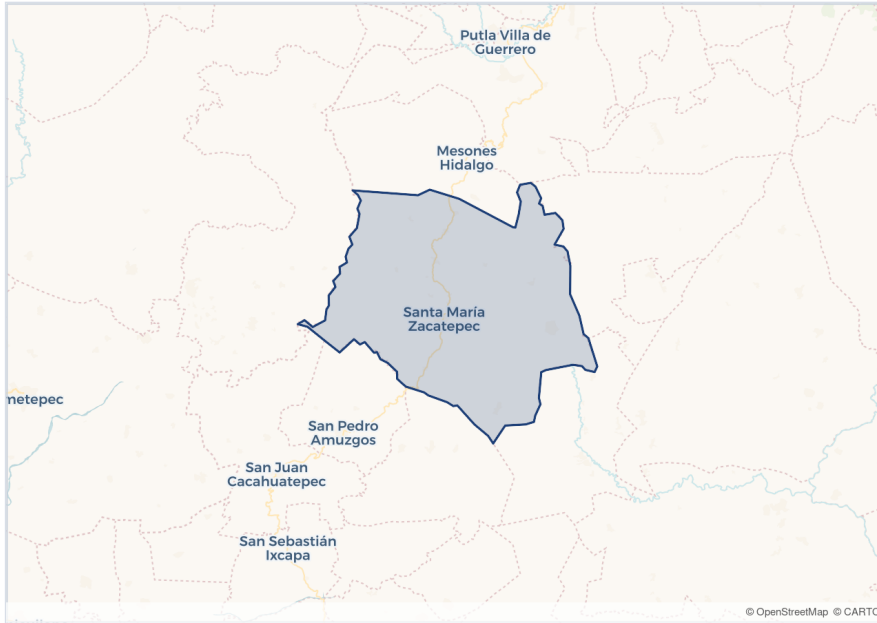 Putla Villa de
Guerrero
Mesones
Hidalgo
Santa María
Zacatepec
metepec
San Pedro
Amuzgos
San Juan
Cacahuatepec
San Sebastián
Ixcapa
© OpenStreetMap © CARTO